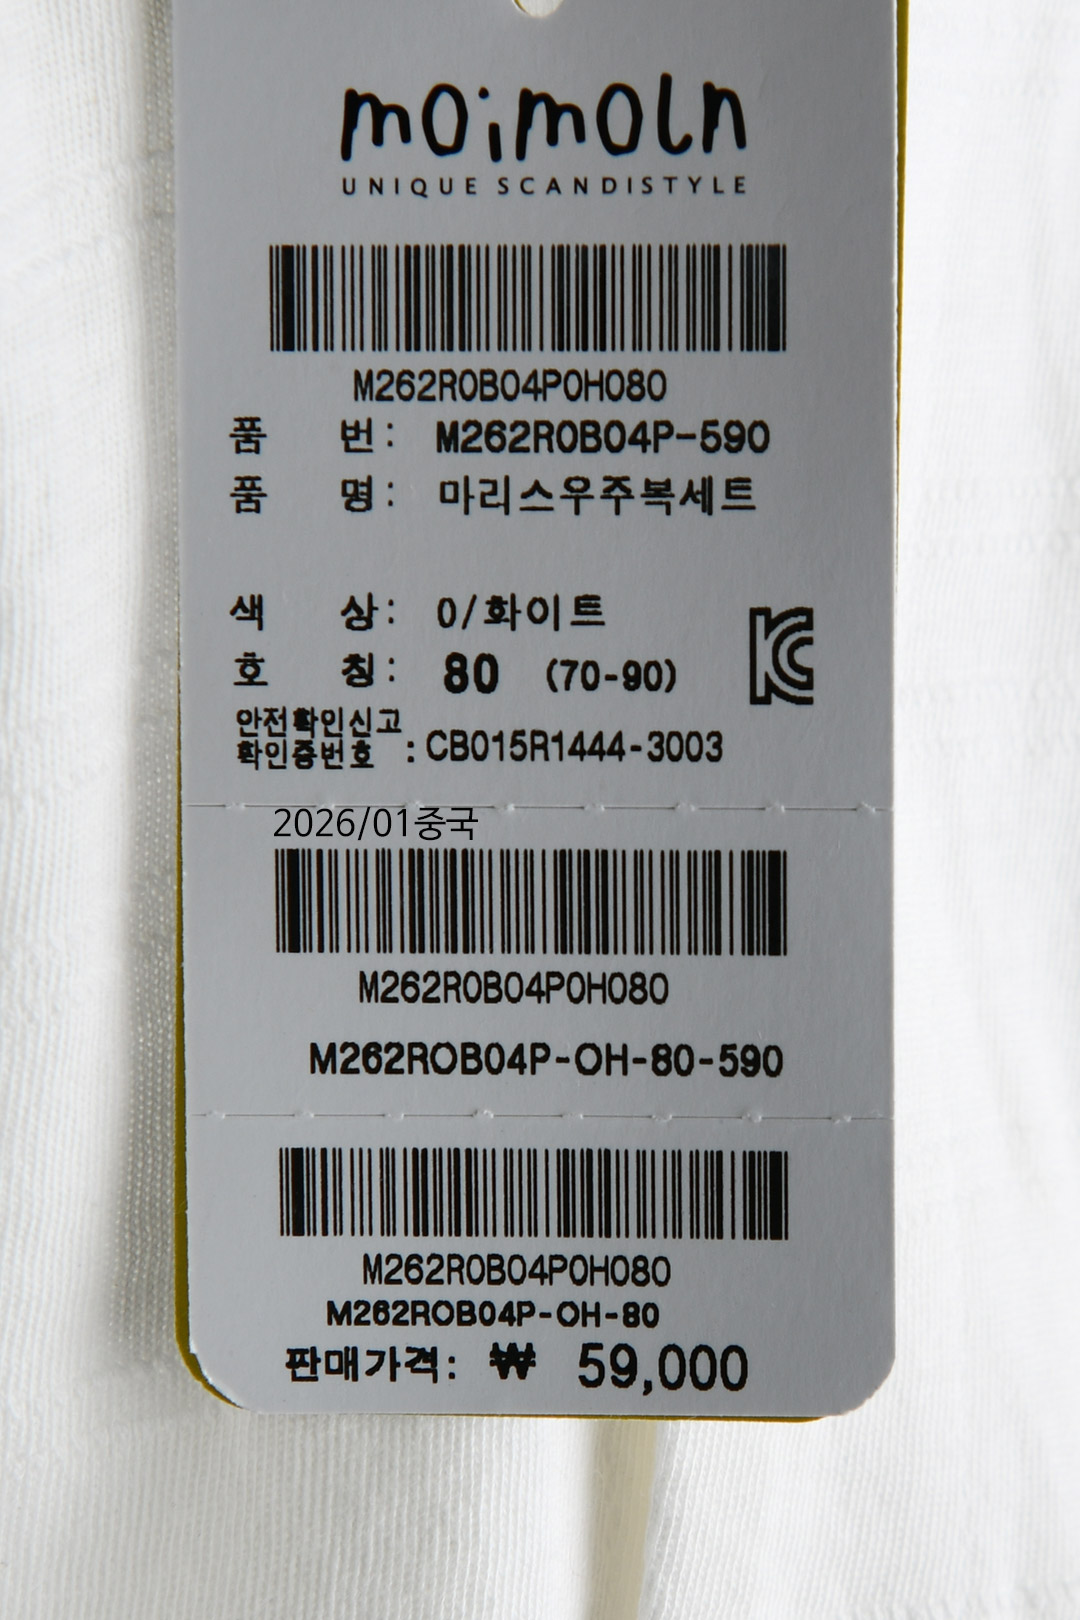 moimoln
UNIQUE SCANDISTYLE
M262R0B04P0H080
품 번: M262R0B04P-590
품 명: 마리스우주복세트
색 상: 0/화이트
호 칭: 80 (70-90)
안전확인신고
확인증번호 : CB015R1444-3003
2026/01중국
M262R0B04P0H080
M262ROB04P-OH-80-590
M262R0B04P0H080
M262ROB04P-OH-80
판매가격: ₩ 59,000